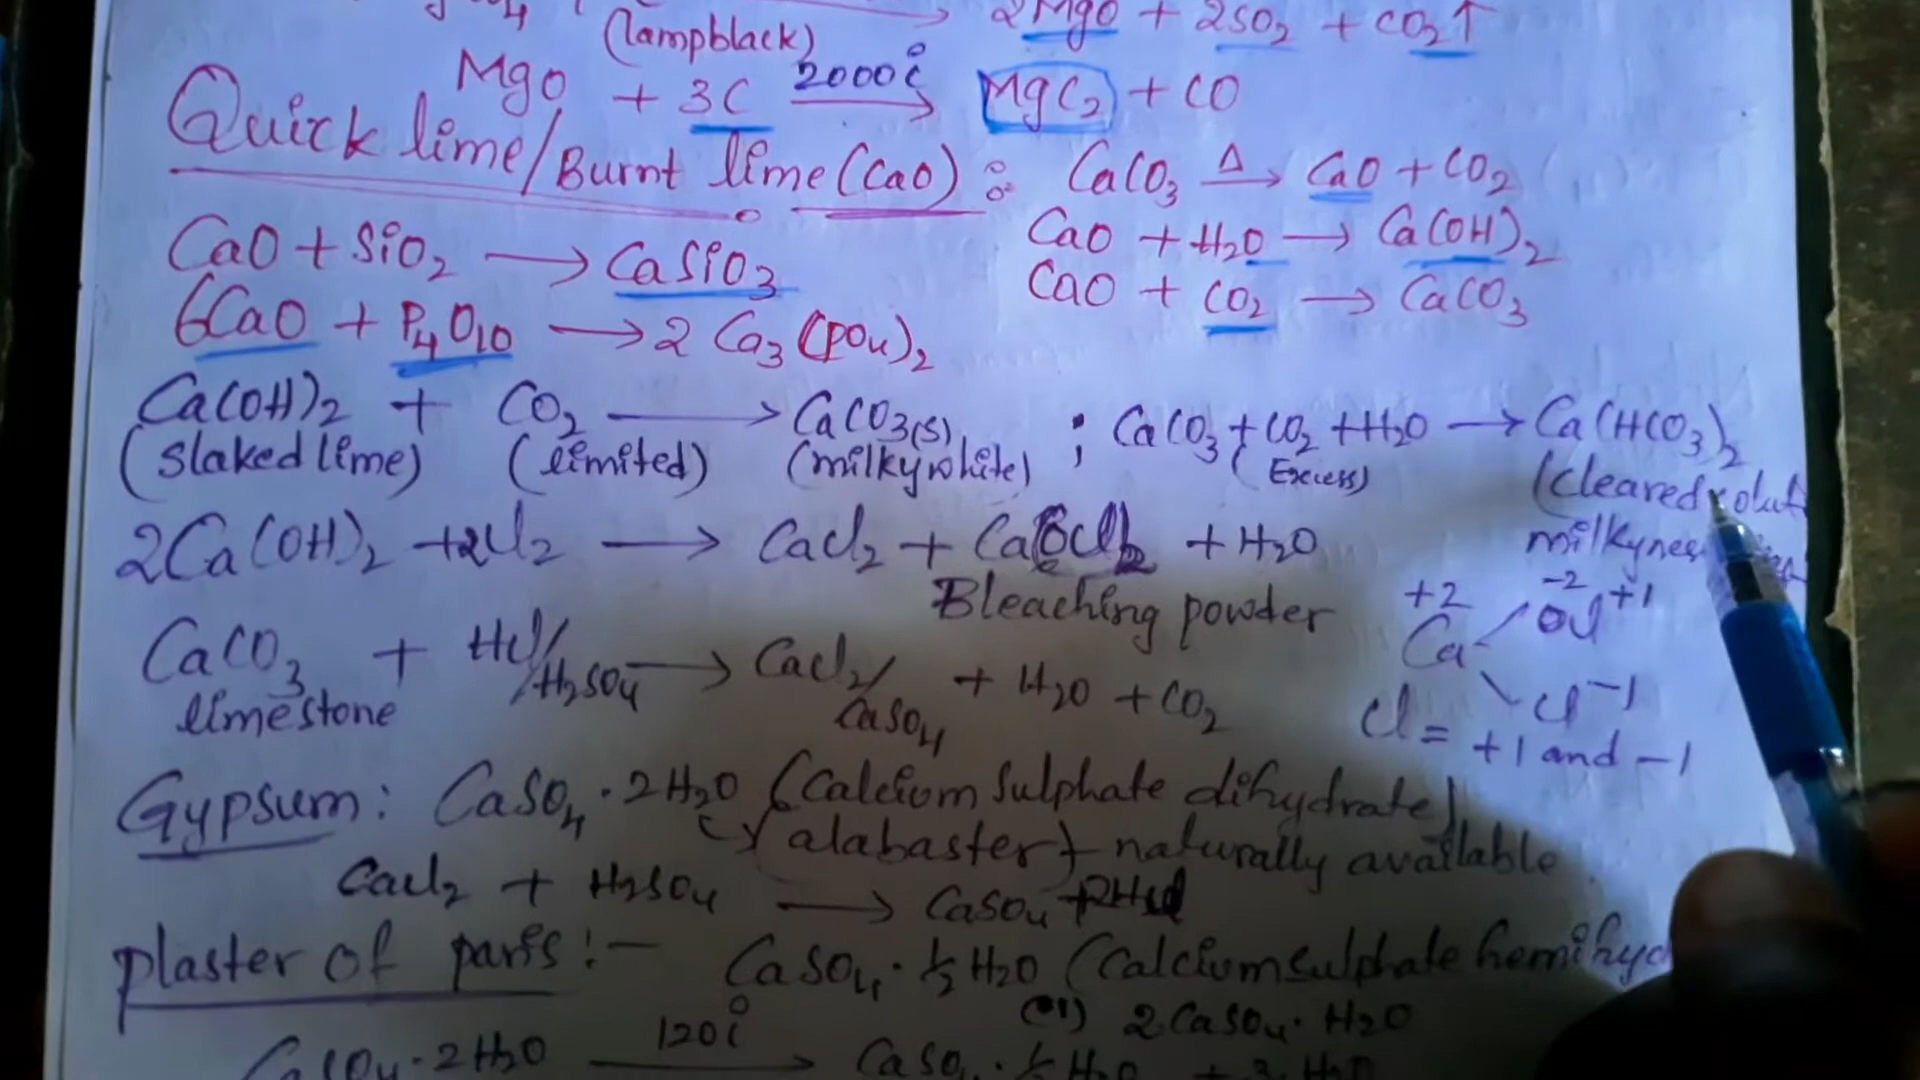 (lampblack) → 2MgO + 2SO2 + CO2↑
MgO + 3C 2000°C → MgC2 + CO
Quick lime/Burnt lime (CaO) : CaCO3 Δ→ CaO + CO2
CaO + H2O → Ca(OH)2
CaO + SiO2 → CaSiO3
CaO + CO2 → CaCO3
6CaO + P4O10 → 2 Ca3(PO4)2
Ca(OH)2 + CO2 → CaCO3(s) ; CaCO3 + CO2 + H2O → Ca(HCO3)2
(Slaked lime) (limited) (milky white) (Excess) (cleared
2Ca(OH)2 + 2Cl2 → CaCl2 + + H2O
Bleaching powder
+2 -2 +1
Ca OCl
Cl -1
CaCO3 + HCl/H2SO4 → CaCl2/CaSO4 + H2O + CO2
limestone
Cl = +1 and -1
Gypsum: CaSO4 · 2H2O (Calcium Sulphate dihydrate)
(alabaster) naturally available
CaCl2 + H2SO4 → CaSO4 + 2HCl
plaster of paris :- CaSO4 · ½ H2O (Calcium sulphate
(or) 2CaSO4 · H2O
CaSO4 · 2H2O 120°C →